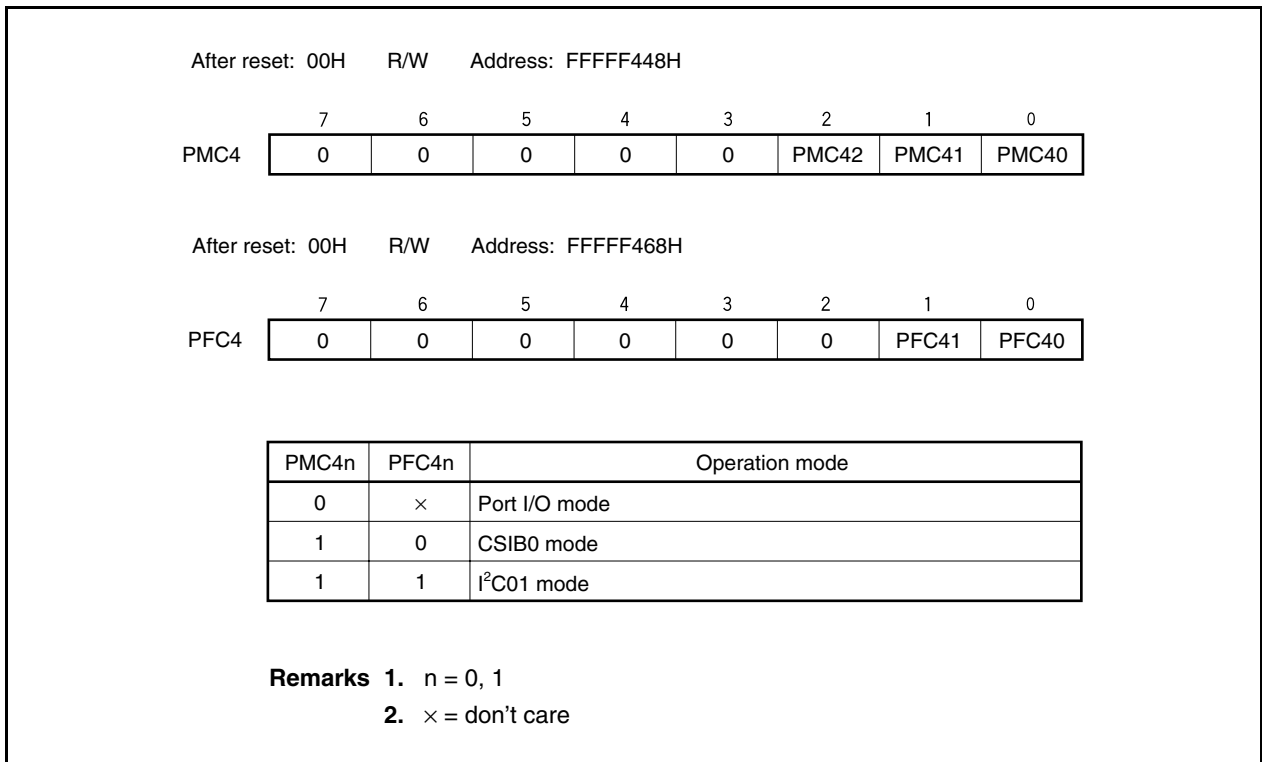 After reset: 00H R/W Address: FFFFF448H
7 6 5 4 3 2 1 0
PMC4 0 0 0 0 0 PMC42 PMC41 PMC40
After reset: 00H R/W Address: FFFFF468H
7 6 5 4 3 2 1 0
PFC4 0 0 0 0 0 0 PFC41 PFC40
PMC4n PFC4n Operation mode
0 × Port I/O mode
1 0 CSIB0 mode
1 1 I²C01 mode
Remarks 1. n = 0, 1
2. × = don't care